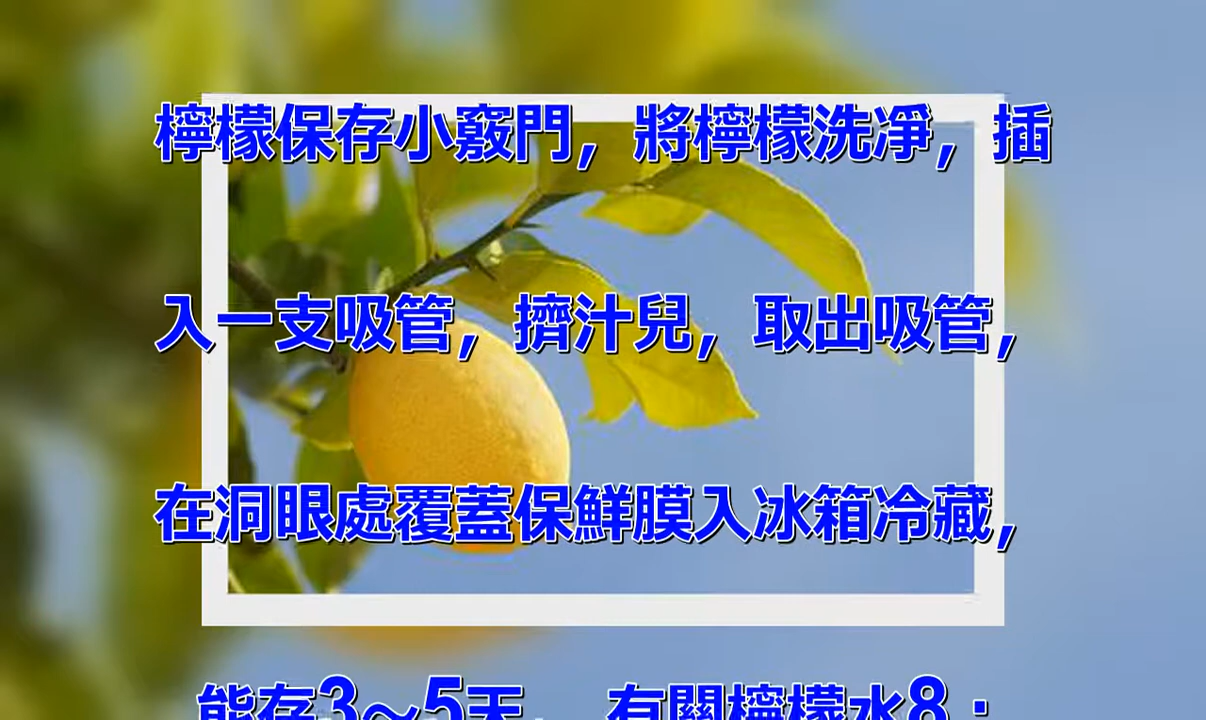 檸檬保存小竅門，將檸檬洗凈，插
入一支吸管，擠汁兒，取出吸管，
在洞眼處覆蓋保鮮膜入冰箱冷藏，
能存3～5天。有關檸檬水8：